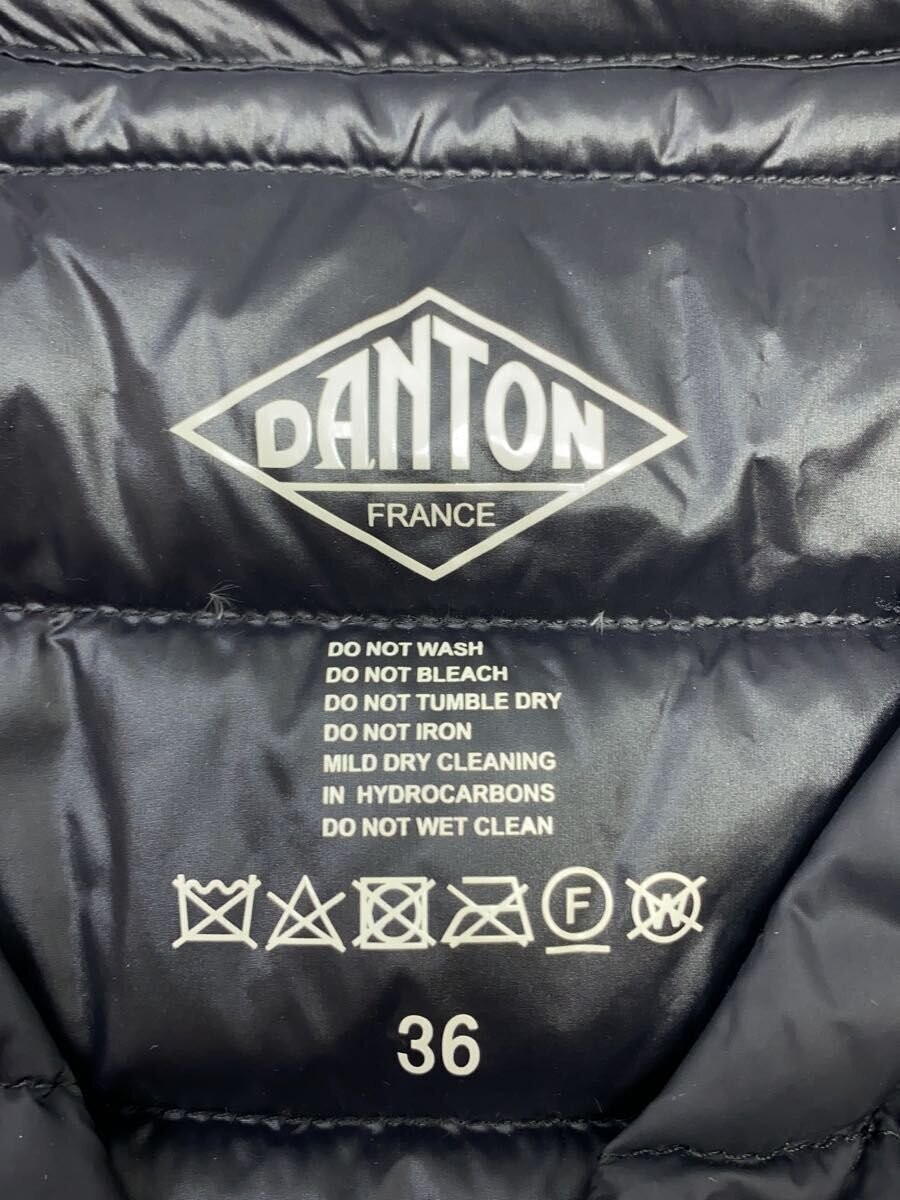 DANTON
FRANCE
DO NOT WASH
DO NOT BLEACH
DO NOT TUMBLE DRY
DO NOT IRON
MILD DRY CLEANING
IN HYDROCARBONS
DO NOT WET CLEAN
F W
36